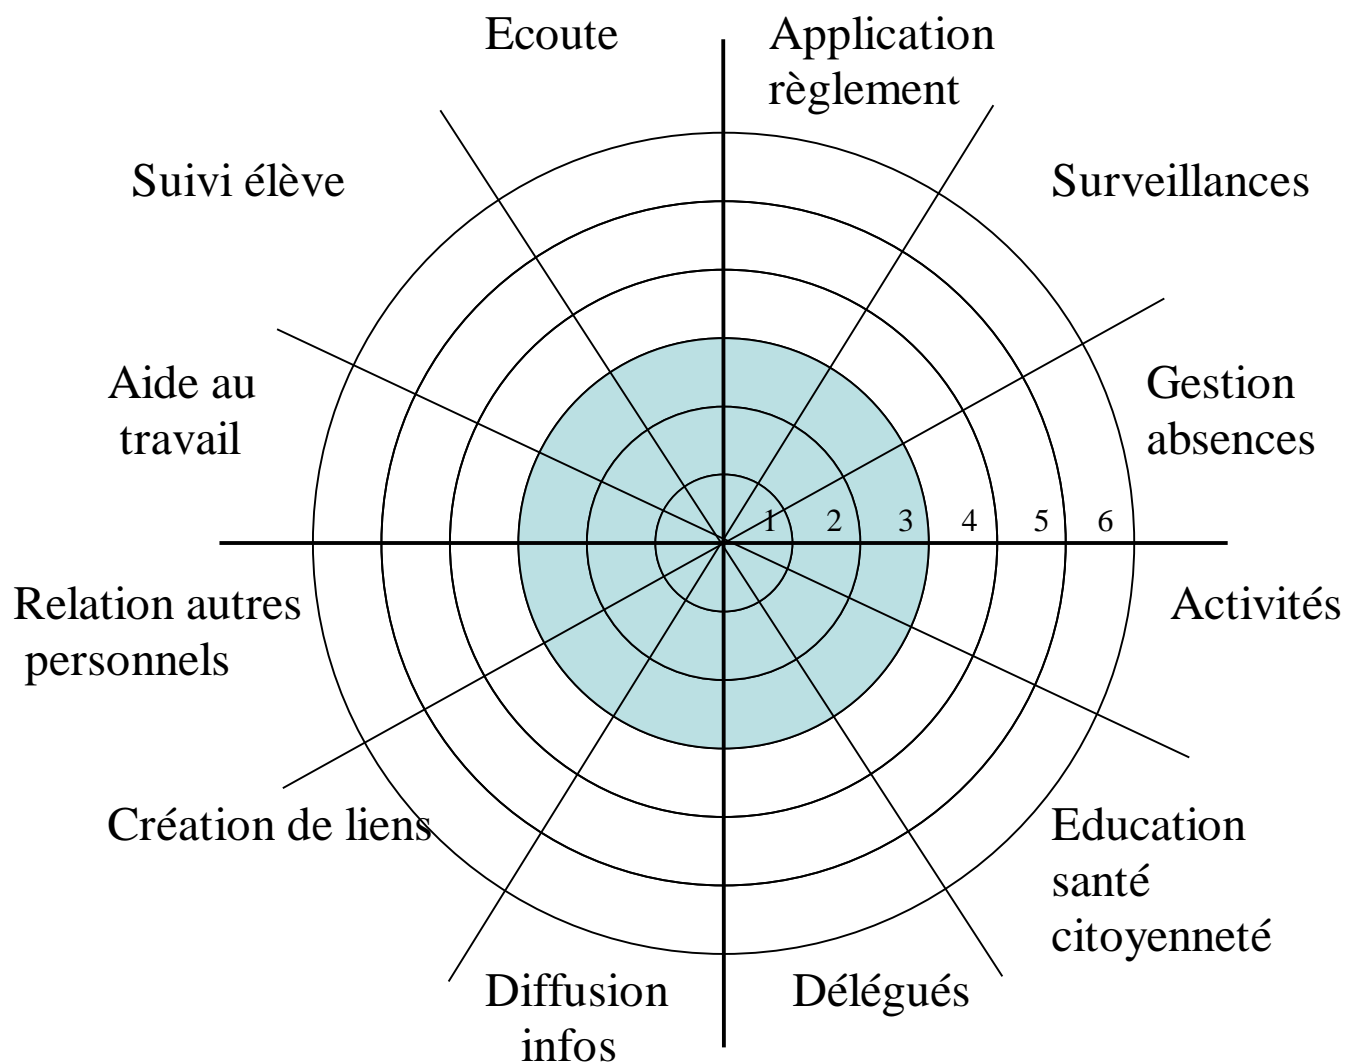 Ecoute
Application
règlement
Suivi élève
Surveillances
Aide au
travail
Gestion
absences
1 2 3 4 5 6
Relation autres
personnels
Activités
Création de liens
Education
santé
citoyenneté
Diffusion
infos
Délégués